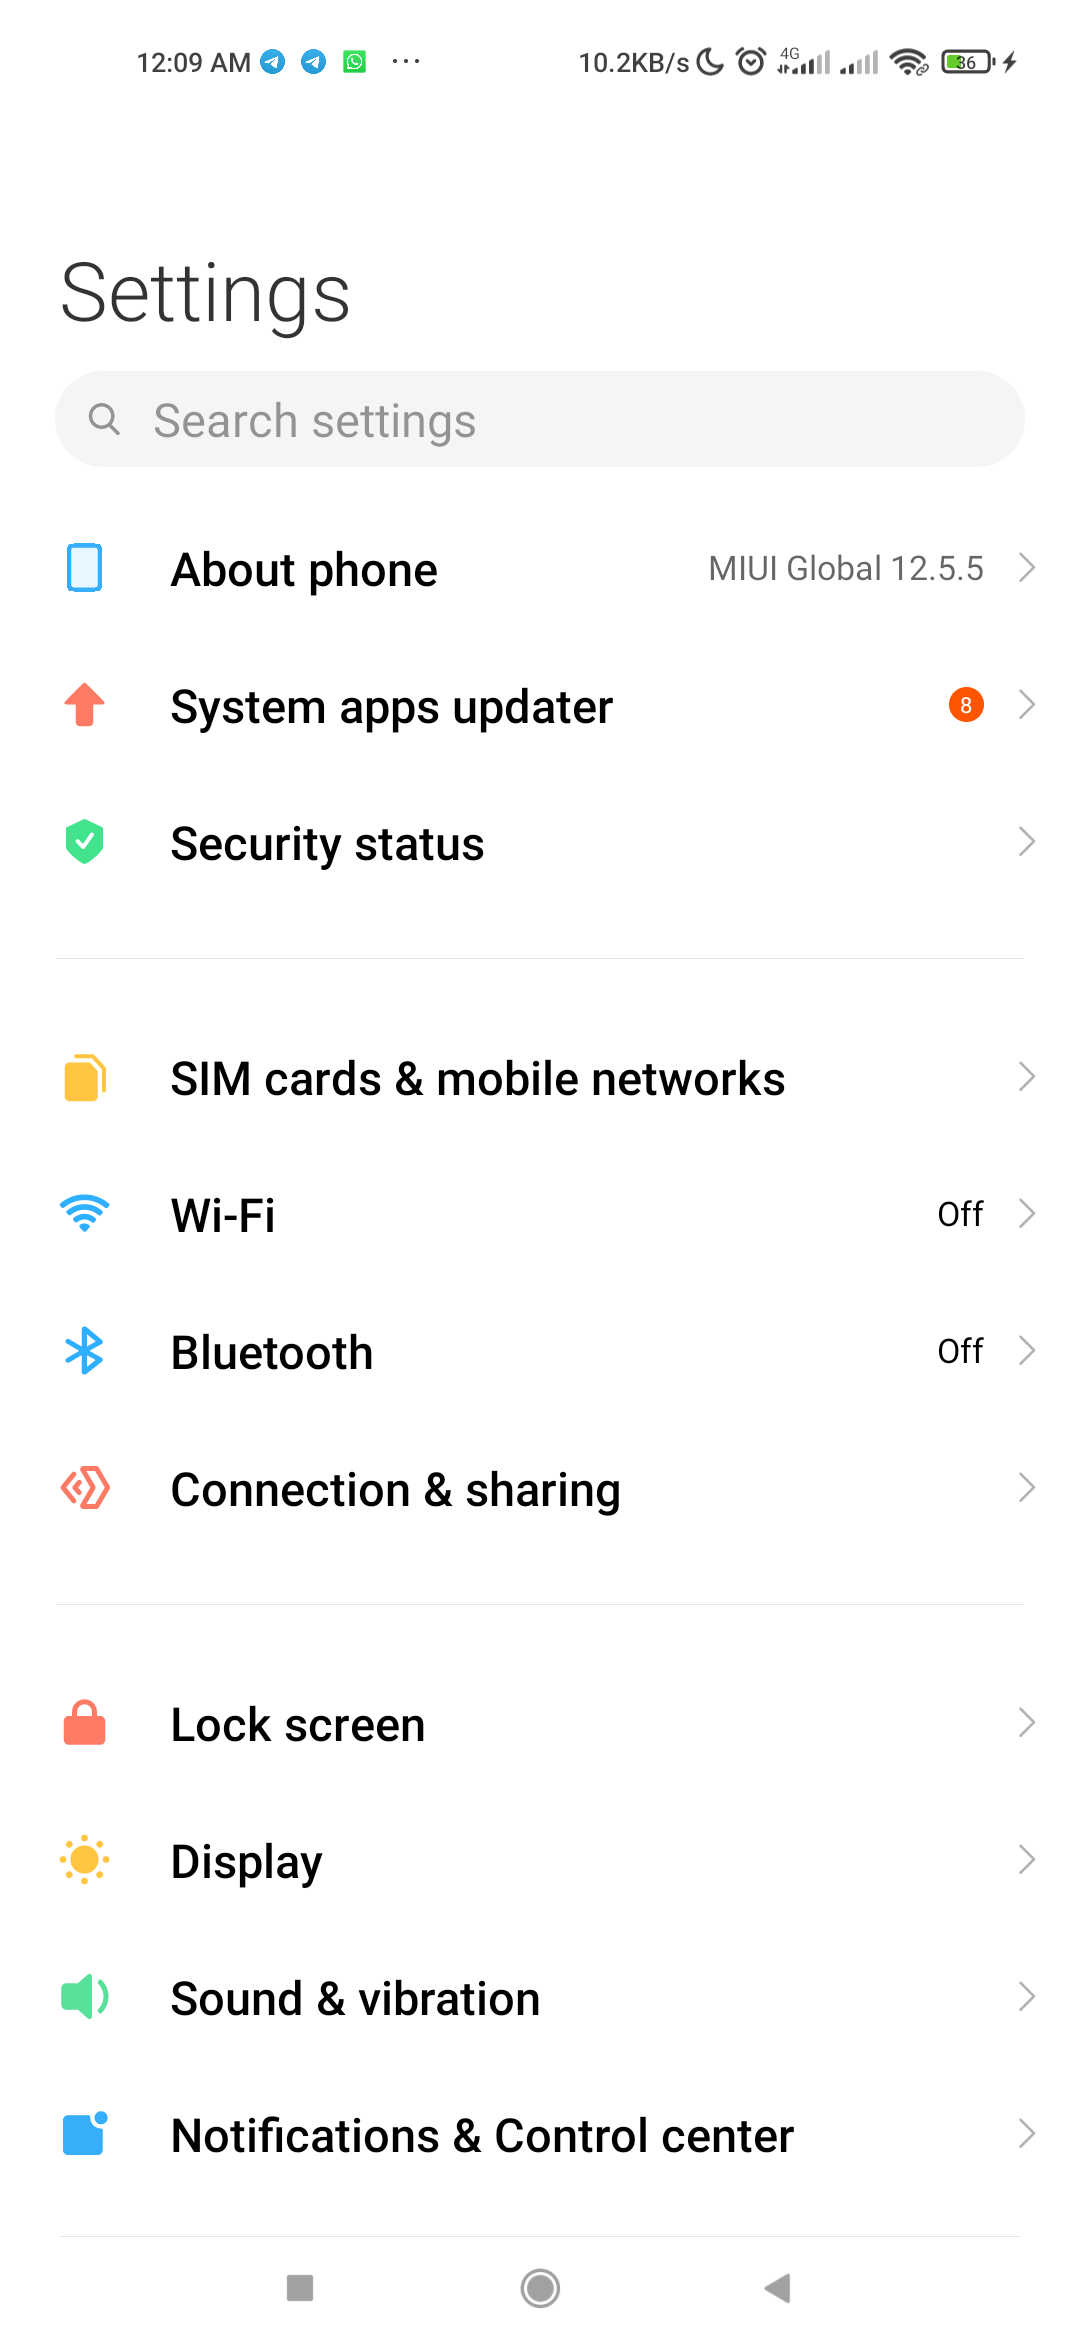 12:09 AM ... 10.2KB/s 4G 36
Settings
Search settings
About phone MIUI Global 12.5.5
System apps updater 8
Security status
SIM cards & mobile networks
Wi-Fi Off
Bluetooth Off
Connection & sharing
Lock screen
Display
Sound & vibration
Notifications & Control center